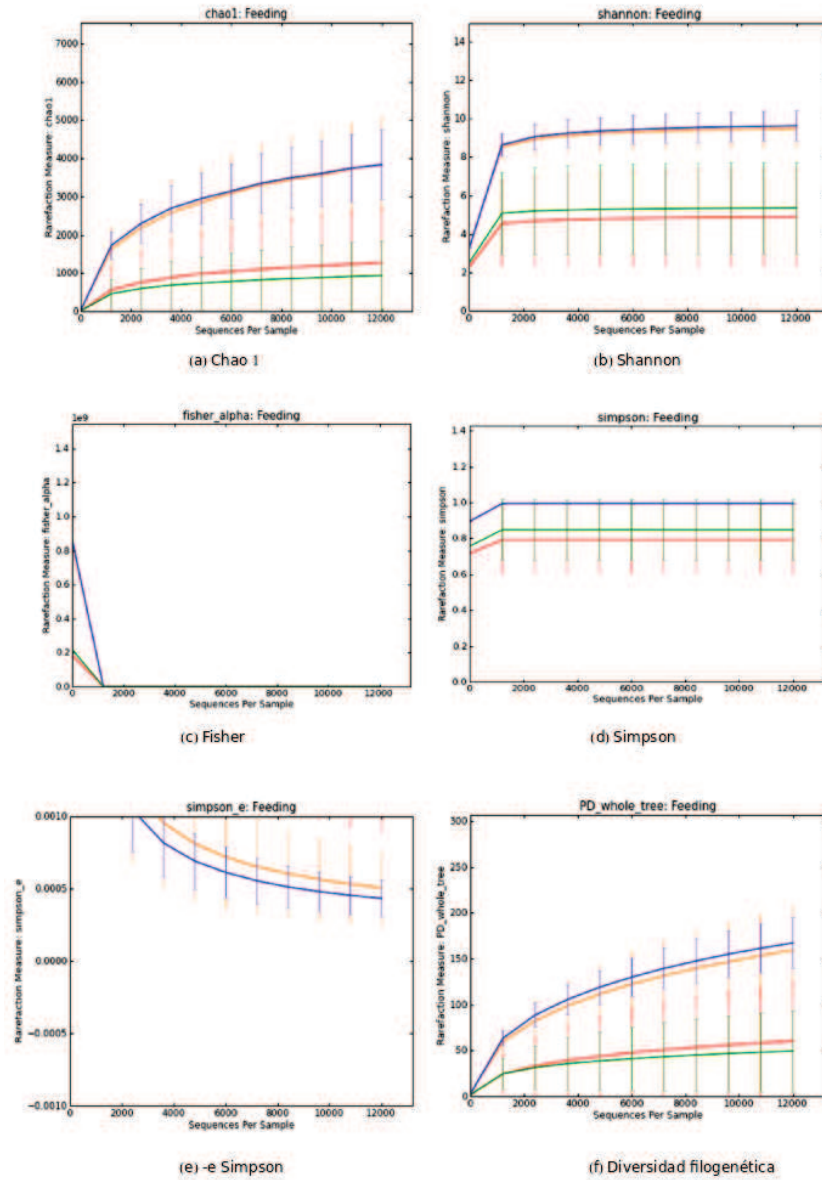 chao1: Feeding
Rarefaction Measure: chao1
7000
6000
5000
4000
3000
2000
1000
0
0 2000 4000 6000 8000 10000 12000
Sequences Per Sample
(a) Chao 1
shannon: Feeding
Rarefaction Measure: shannon
14
12
10
8
6
4
2
0
0 2000 4000 6000 8000 10000 12000
Sequences Per Sample
(b) Shannon
fisher_alpha: Feeding
1e9
Rarefaction Measure: fisher_alpha
1.4
1.2
1.0
0.8
0.6
0.4
0.2
0.0
0 2000 4000 6000 8000 10000 12000
Sequences Per Sample
(c) Fisher
simpson: Feeding
Rarefaction Measure: simpson
1.4
1.2
1.0
0.8
0.6
0.4
0.2
0.0
0 2000 4000 6000 8000 10000 12000
Sequences Per Sample
(d) Simpson
simpson_e: Feeding
Rarefaction Measure: simpson_e
0.0010
0.0005
0.0000
−0.0005
−0.0010
0 2000 4000 6000 8000 10000 12000
Sequences Per Sample
(e) -e Simpson
PD_whole_tree: Feeding
Rarefaction Measure: PD_whole_tree
300
250
200
150
100
50
0
0 2000 4000 6000 8000 10000 12000
Sequences Per Sample
(f) Diversidad filogenética